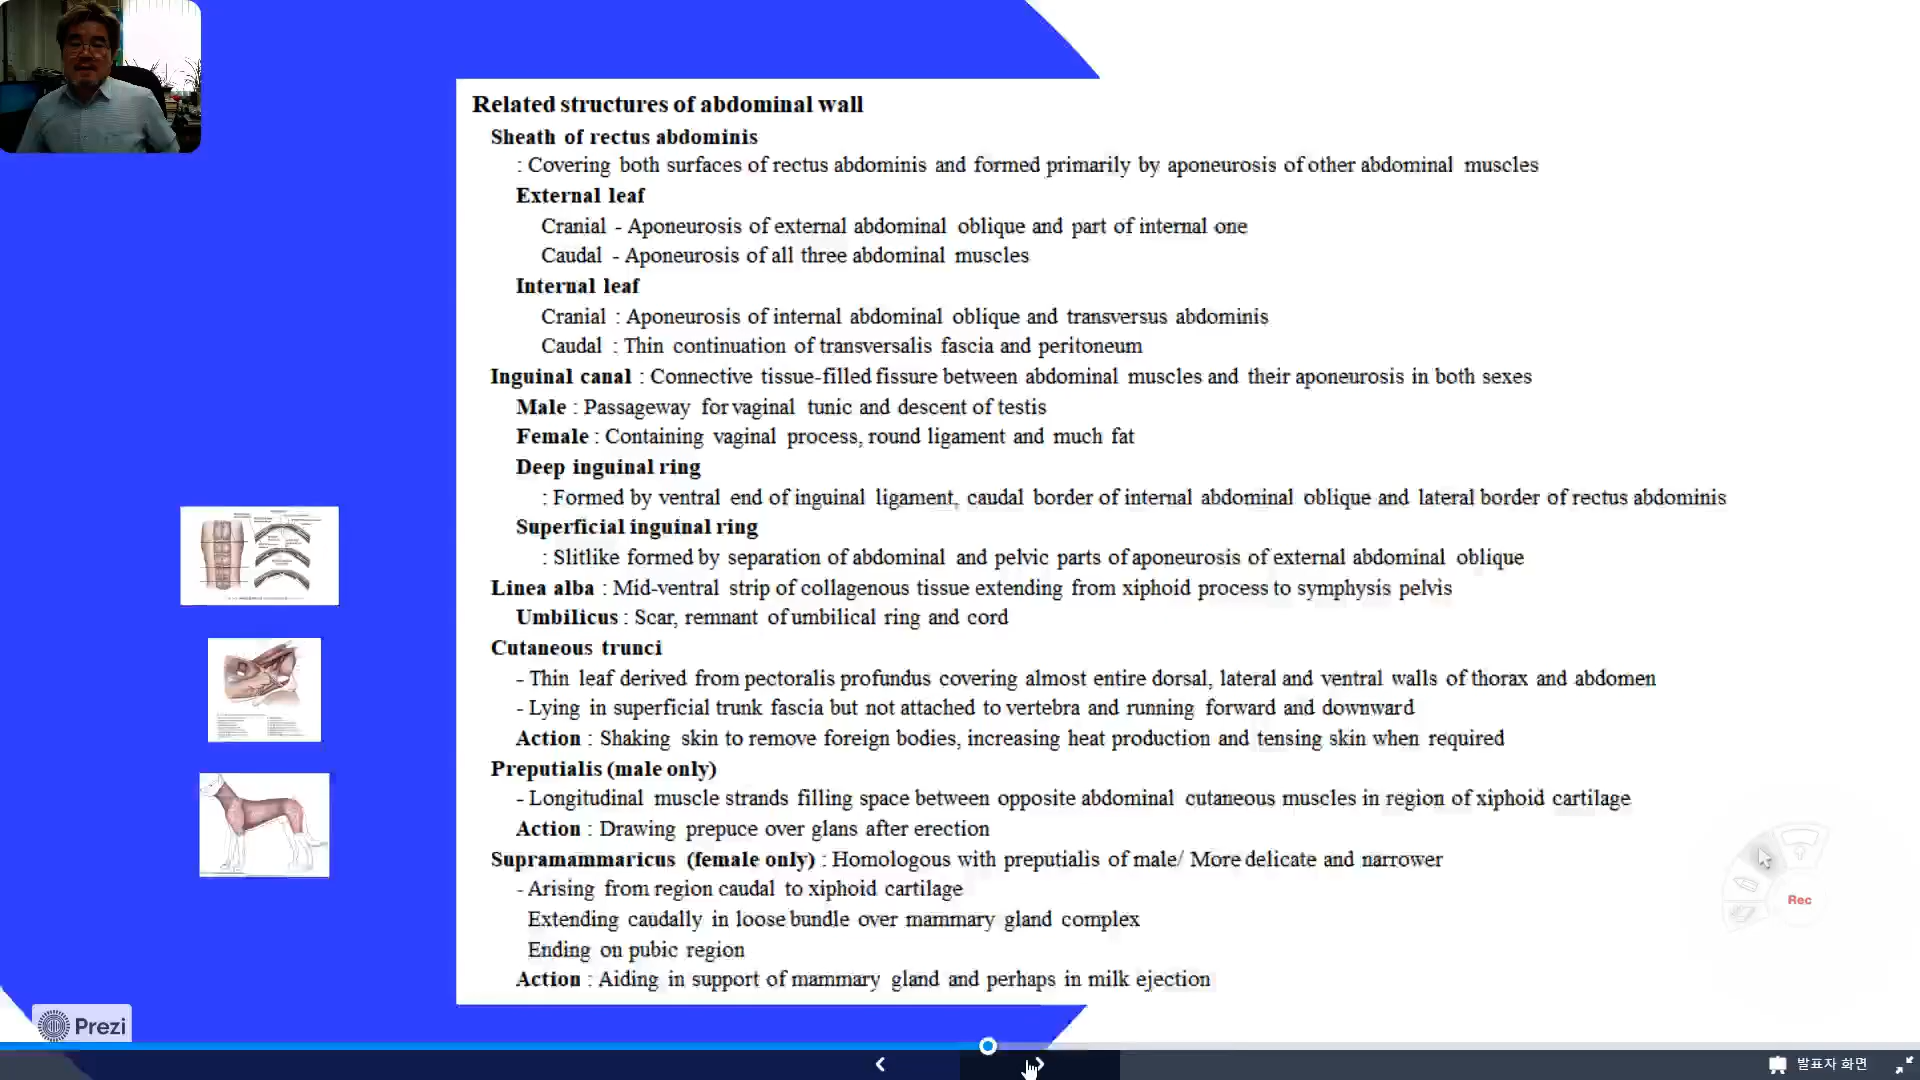 Related structures of abdominal wall
Sheath of rectus abdominis
: Covering both surfaces of rectus abdominis and formed primarily by aponeurosis of other abdominal muscles
External leaf
Cranial - Aponeurosis of external abdominal oblique and part of internal one
Caudal - Aponeurosis of all three abdominal muscles
Internal leaf
Cranial : Aponeurosis of internal abdominal oblique and transversus abdominis
Caudal : Thin continuation of transversalis fascia and peritoneum
Inguinal canal : Connective tissue-filled fissure between abdominal muscles and their aponeurosis in both sexes
Male : Passageway for vaginal tunic and descent of testis
Female : Containing vaginal process, round ligament and much fat
Deep inguinal ring
: Formed by ventral end of inguinal ligament, caudal border of internal abdominal oblique and lateral border of rectus abdominis
Superficial inguinal ring
: Slitlike formed by separation of abdominal and pelvic parts of aponeurosis of external abdominal oblique
Linea alba : Mid-ventral strip of collagenous tissue extending from xiphoid process to symphysis pelvis
Umbilicus : Scar, remnant of umbilical ring and cord
Cutaneous trunci
- Thin leaf derived from pectoralis profundus covering almost entire dorsal, lateral and ventral walls of thorax and abdomen
- Lying in superficial trunk fascia but not attached to vertebra and running forward and downward
Action : Shaking skin to remove foreign bodies, increasing heat production and tensing skin when required
Preputialis (male only)
- Longitudinal muscle strands filling space between opposite abdominal cutaneous muscles in region of xiphoid cartilage
Action : Drawing prepuce over glans after erection
Supramammaricus (female only) : Homologous with preputialis of male/ More delicate and narrower
- Arising from region caudal to xiphoid cartilage
Extending caudally in loose bundle over mammary gland complex
Ending on pubic region
Action : Aiding in support of mammary gland and perhaps in milk ejection
Rec
Prezi
발표자 화면